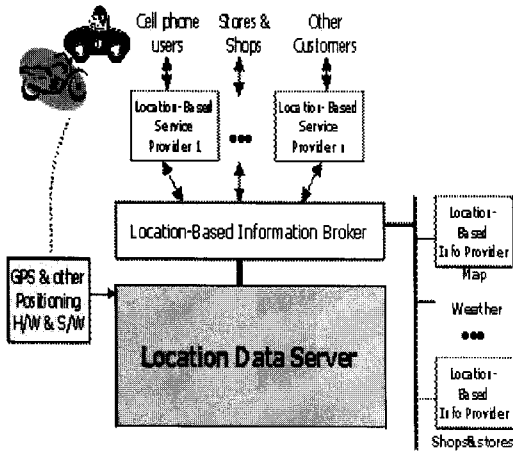 Cell phone
users
Stores &
Shops
Other
Customers
Location-Based
Service
Provider 1
•••
Location-Based
Service
Provider n
Location-Based Information Broker
GPS & other
Positioning
H/W & S/W
Location Data Server
Location-
Based
Info Provider
Map
Weather
•••
Location-
Based
Info Provider
Shops&stores